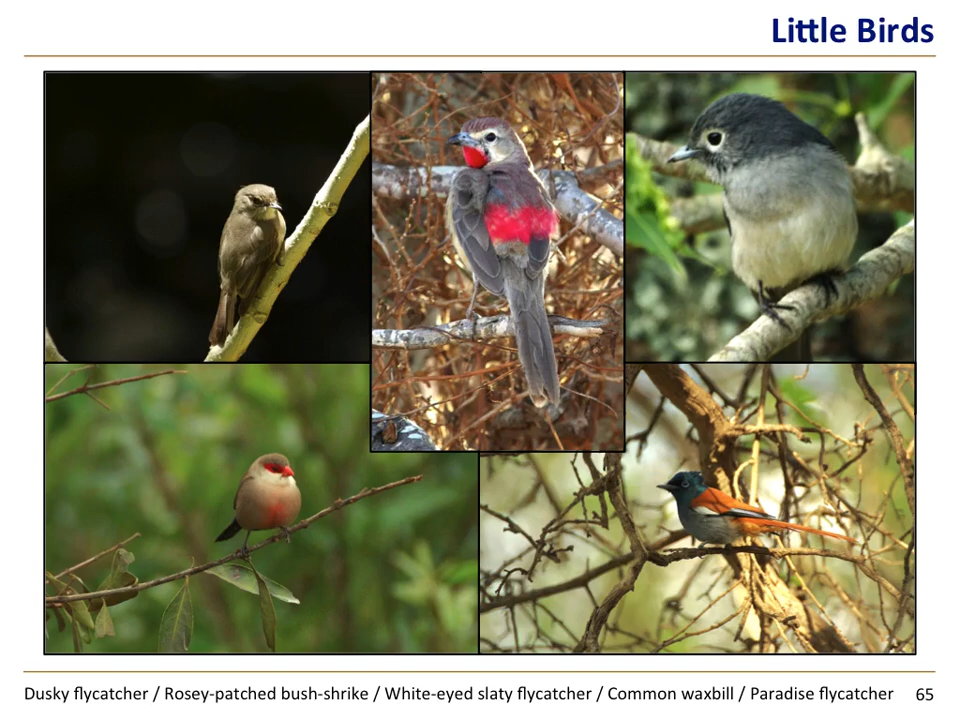 Little Birds
Dusky flycatcher / Rosey-patched bush-shrike / White-eyed slaty flycatcher / Common waxbill / Paradise flycatcher 65